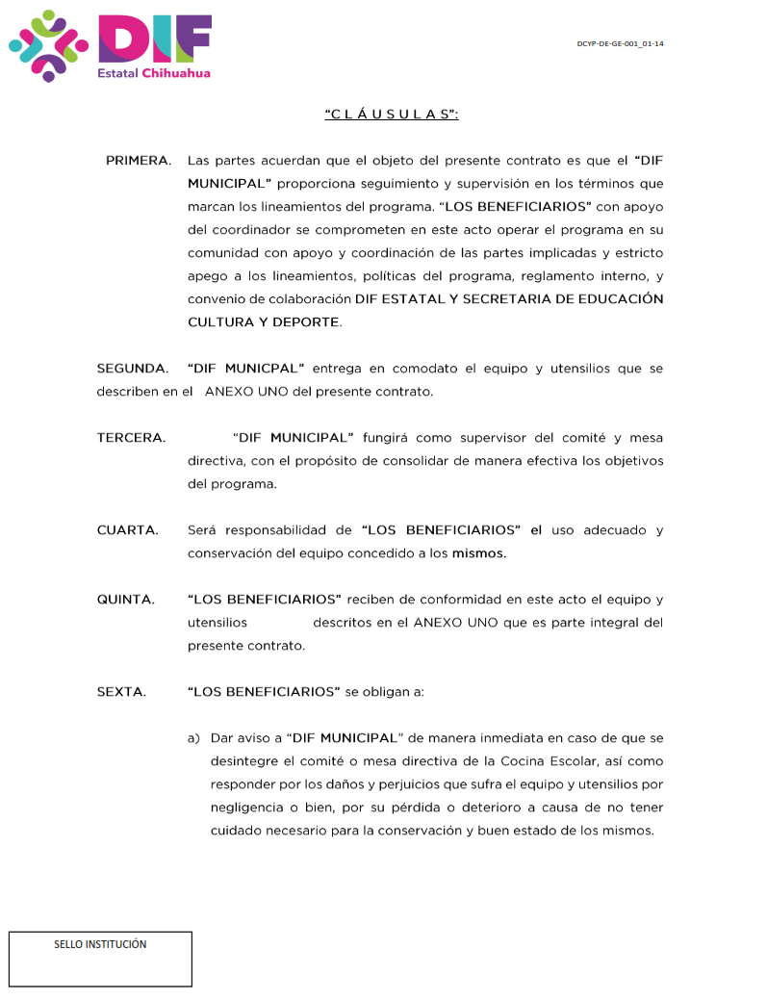 DIF
Estatal Chihuahua
DCYP-DE-GE-001_01-14
“C L Á U S U L A S”:
PRIMERA. Las partes acuerdan que el objeto del presente contrato es que el “DIF
MUNICIPAL” proporciona seguimiento y supervisión en los términos que
marcan los lineamientos del programa. “LOS BENEFICIARIOS” con apoyo
del coordinador se comprometen en este acto operar el programa en su
comunidad con apoyo y coordinación de las partes implicadas y estricto
apego a los lineamientos, políticas del programa, reglamento interno, y
convenio de colaboración DIF ESTATAL Y SECRETARIA DE EDUCACIÓN
CULTURA Y DEPORTE.
SEGUNDA. “DIF MUNICPAL” entrega en comodato el equipo y utensilios que se
describen en el ANEXO UNO del presente contrato.
TERCERA. “DIF MUNICIPAL” fungirá como supervisor del comité y mesa
directiva, con el propósito de consolidar de manera efectiva los objetivos
del programa.
CUARTA. Será responsabilidad de “LOS BENEFICIARIOS” el uso adecuado y
conservación del equipo concedido a los mismos.
QUINTA. “LOS BENEFICIARIOS” reciben de conformidad en este acto el equipo y
utensilios descritos en el ANEXO UNO que es parte integral del
presente contrato.
SEXTA. “LOS BENEFICIARIOS” se obligan a:
a) Dar aviso a “DIF MUNICIPAL” de manera inmediata en caso de que se
desintegre el comité o mesa directiva de la Cocina Escolar, así como
responder por los daños y perjuicios que sufra el equipo y utensilios por
negligencia o bien, por su pérdida o deterioro a causa de no tener
cuidado necesario para la conservación y buen estado de los mismos.
SELLO INSTITUCIÓN